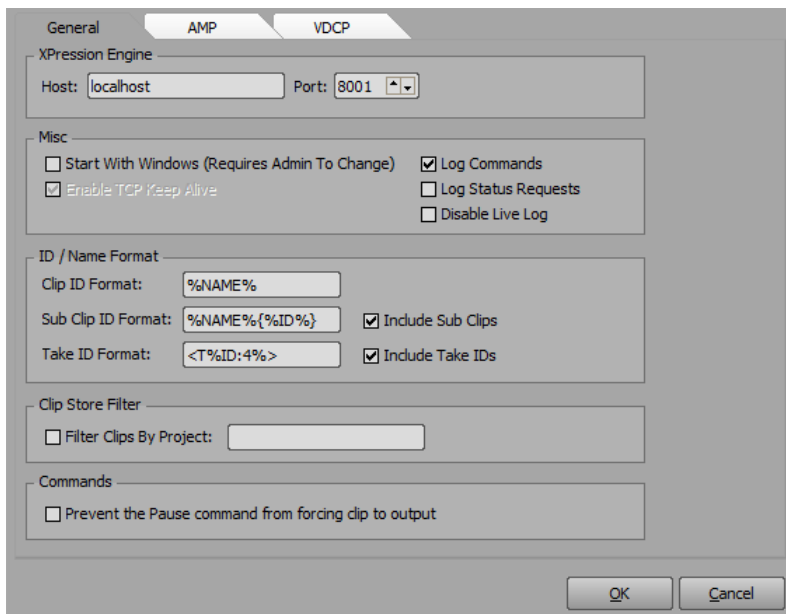 General AMP VDCP
XPression Engine
Host: localhost Port: 8001
Misc
Start With Windows (Requires Admin To Change) Log Commands
Enable TCP Keep Alive Log Status Requests
Disable Live Log
ID / Name Format
Clip ID Format: %NAME%
Sub Clip ID Format: %NAME%{%ID%} Include Sub Clips
Take ID Format: <T%ID:4%> Include Take IDs
Clip Store Filter
Filter Clips By Project:
Commands
Prevent the Pause command from forcing clip to output
OK Cancel